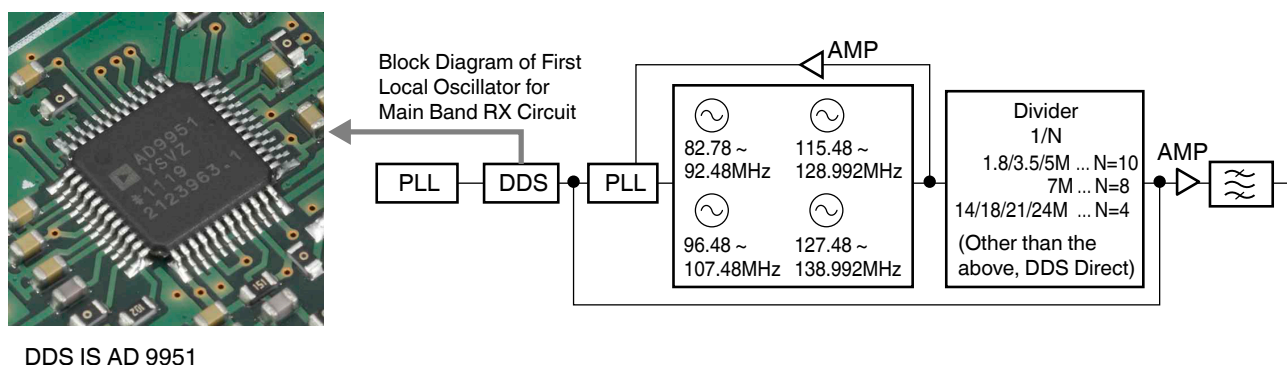 AD9951
YSVZ
#1119
2123963.1
DDS IS AD 9951
Block Diagram of First
Local Oscillator for
Main Band RX Circuit
PLL
DDS
PLL
AMP
82.78 ~
92.48MHz
115.48 ~
128.992MHz
96.48 ~
107.48MHz
127.48 ~
138.992MHz
Divider
1/N
1.8/3.5/5M ... N=10
7M ... N=8
14/18/21/24M ... N=4
(Other than the
above, DDS Direct)
AMP